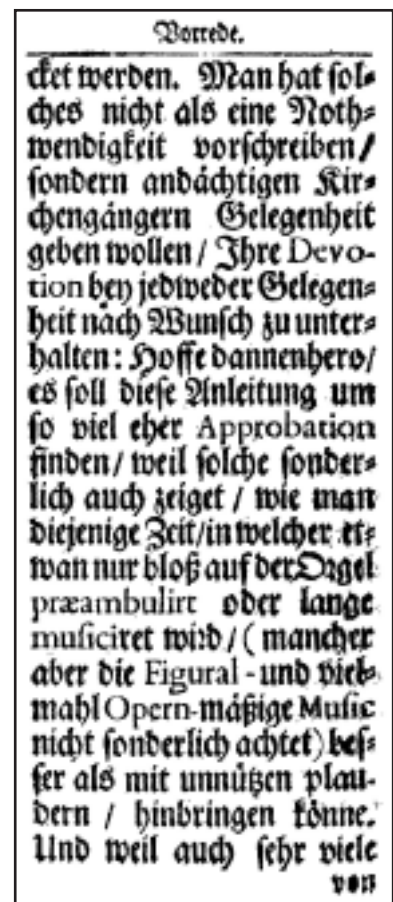 Vorrede.
cket werden. Man hat sol⸗
ches nicht als eine Noth⸗
wendigkeit vorschreiben/
sondern andächtigen Kir⸗
chengängern Gelegenheit
geben wollen / Ihre Devo-
tion bey jedweder Gelegen⸗
heit nach Wunsch zu unter⸗
halten: Hoffe dannenhero/
es soll diese Anleitung um
so viel eher Approbation
finden/ weil solche sonder⸗
lich auch zeiget / wie man
diejenige Zeit/in welcher et⸗
wan nur bloß auf der Orgel
præambulirt oder lange
musiciret wird/( mancher
aber die Figural - und viel⸗
mahl Opern-mäßige Music
nicht sonderlich achtet) bes⸗
ser als mit unnützen plau⸗
dern / hinbringen könne.
Und weil auch sehr viele
von